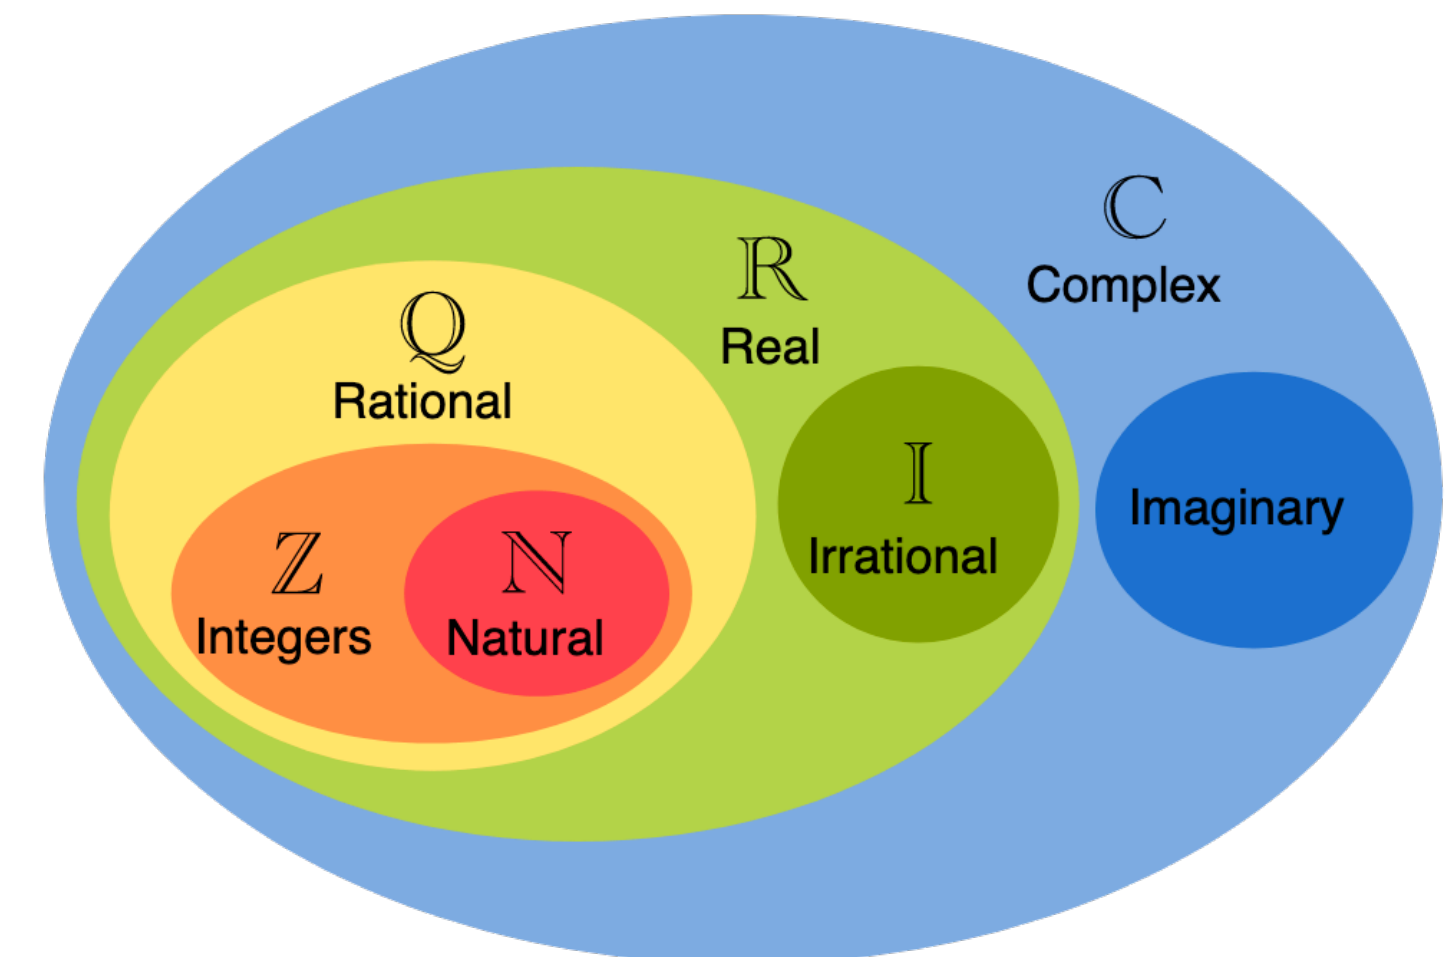 ℂ
Complex
ℝ
Real
ℚ
Rational
𝕀
Irrational
Imaginary
ℤ
Integers
ℕ
Natural